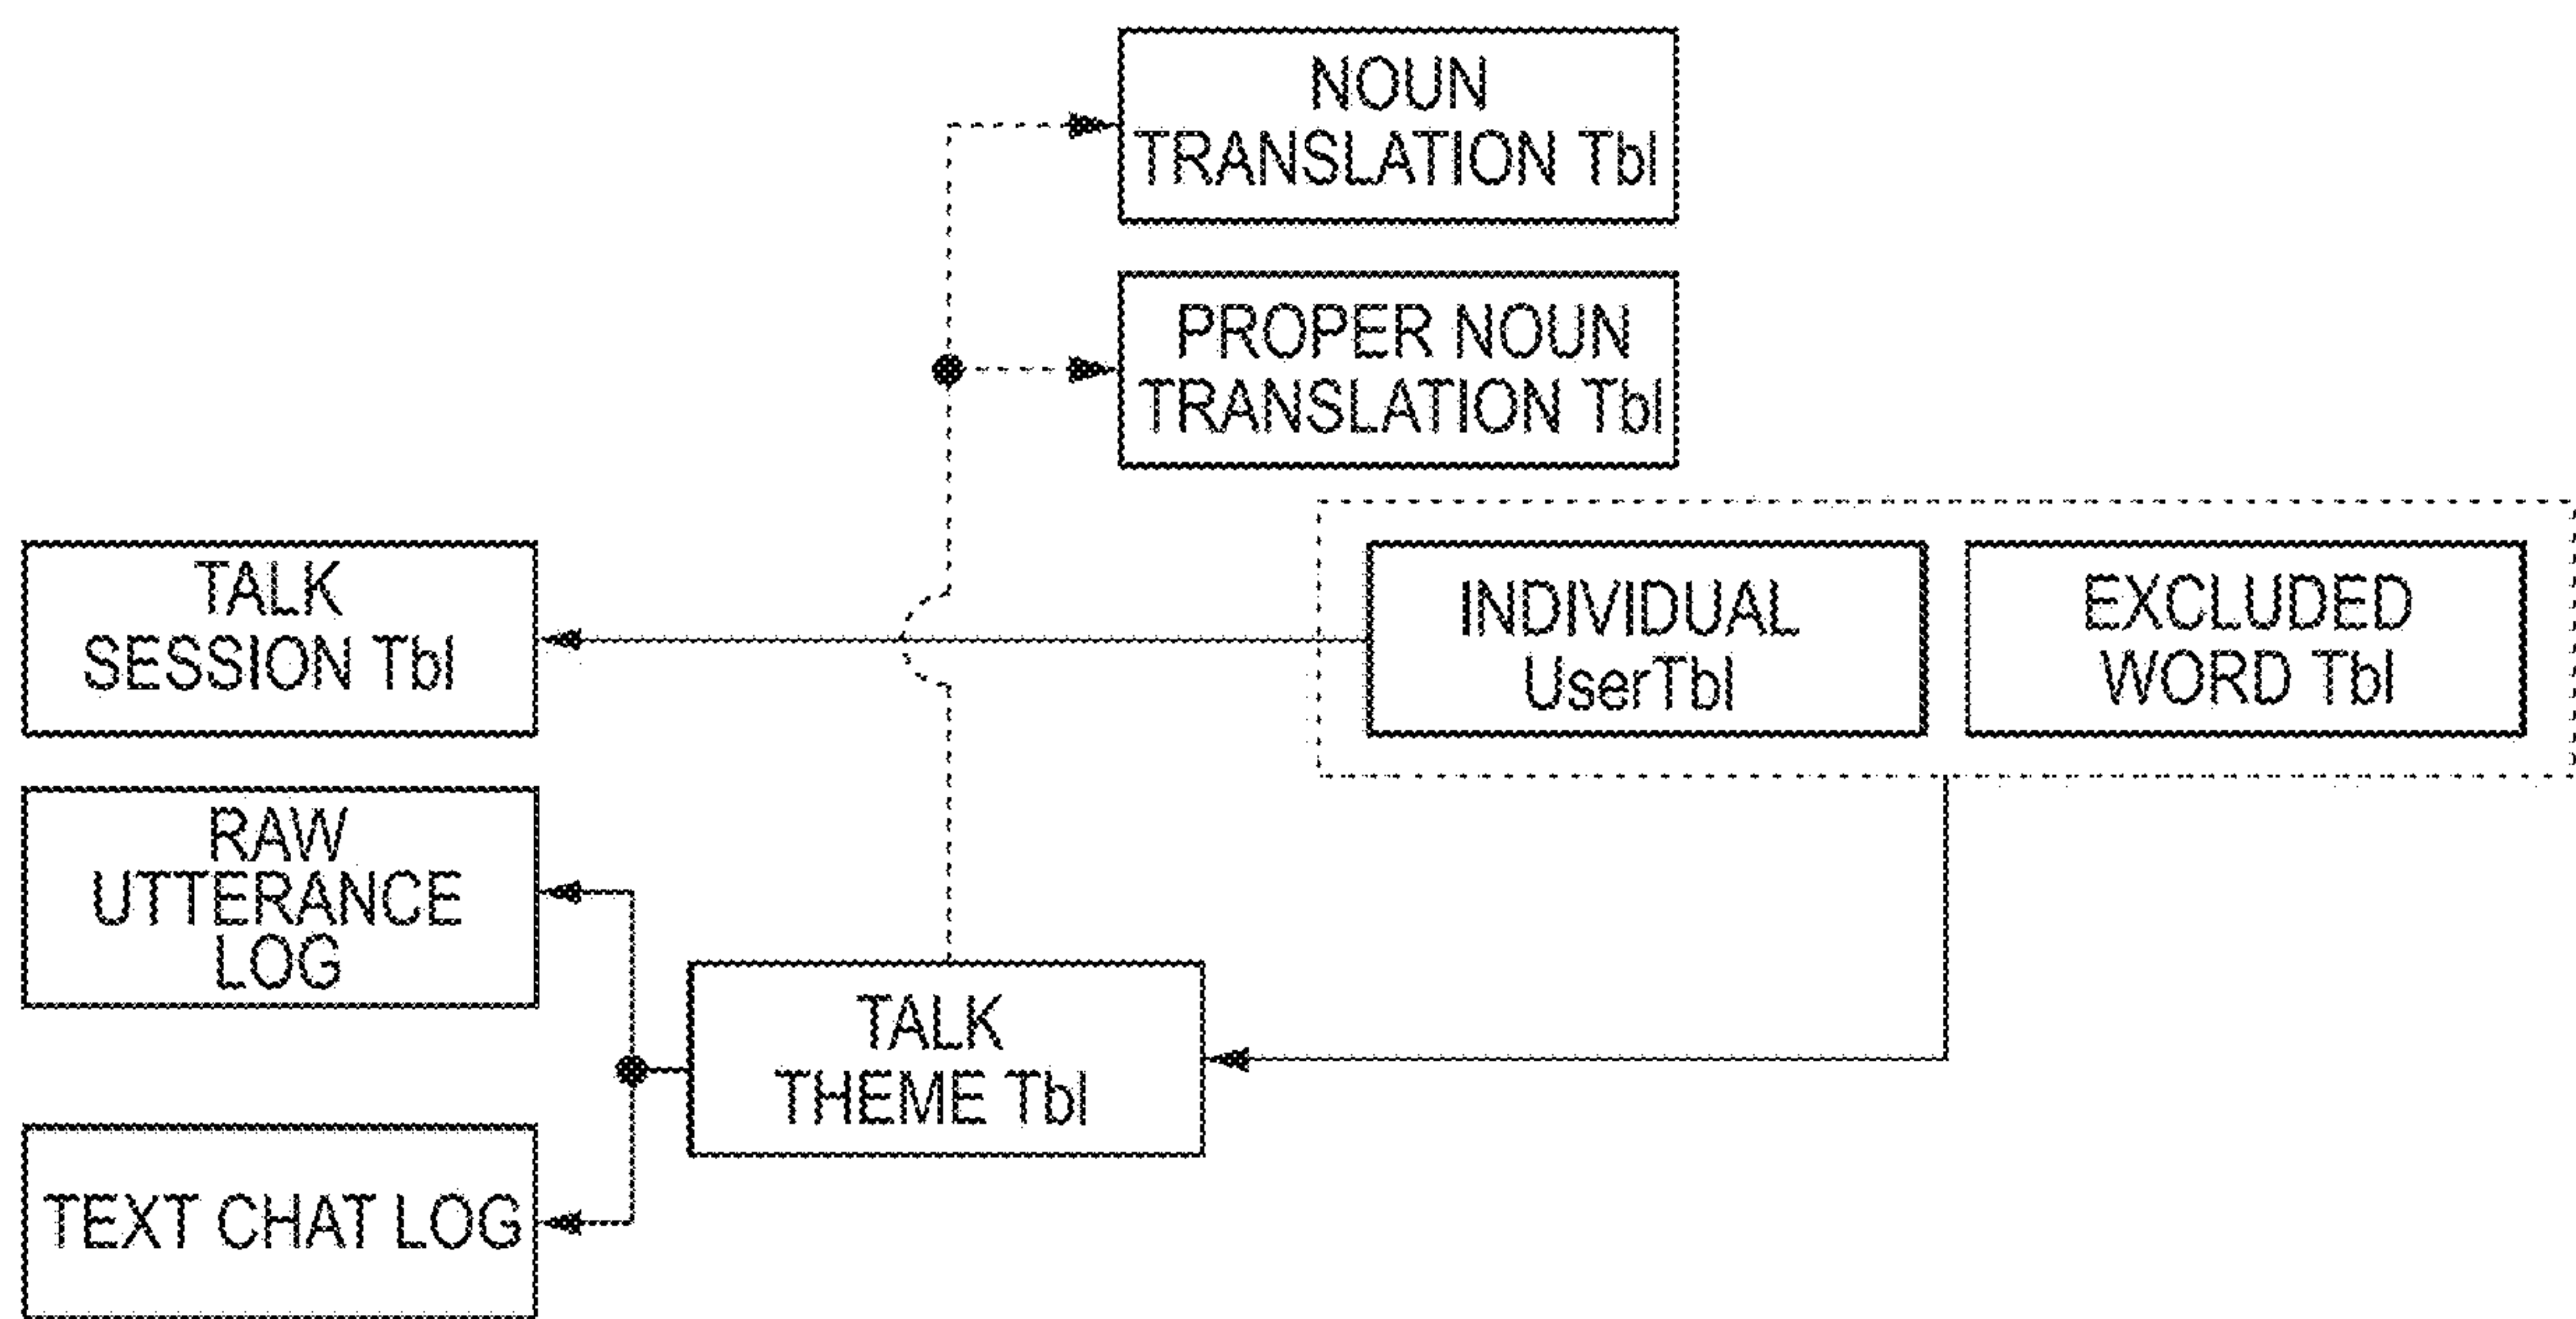 NOUN
TRANSLATION Tbl
PROPER NOUN
TRANSLATION Tbl
TALK
SESSION Tbl
INDIVIDUAL
UserTbl
EXCLUDED
WORD Tbl
RAW
UTTERANCE
LOG
TALK
THEME Tbl
TEXT CHAT LOG